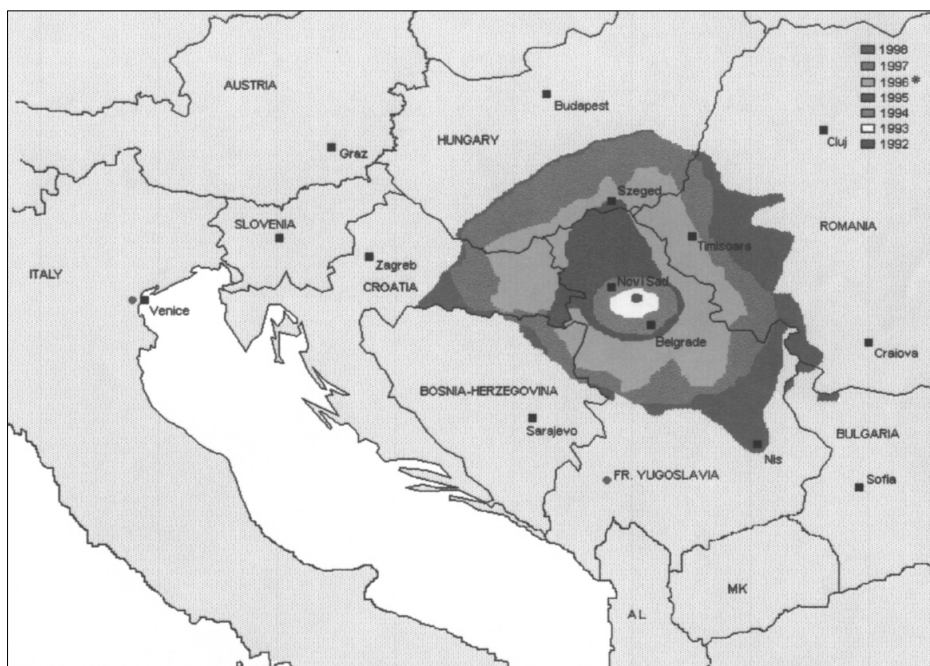 1998
1997
1996*
1995
1994
1993
1992
AUSTRIA
Budapest
Cluj
HUNGARY
Graz
Szeged
SLOVENIA
ROMANIA
Timisoara
Zagreb
ITALY
CROATIA
Novi Sad
Venice
Belgrade
Craiova
BOSNIA-HERZEGOVINA
Sarajevo
BULGARIA
Nis
FR. YUGOSLAVIA
Sofia
MK
AL